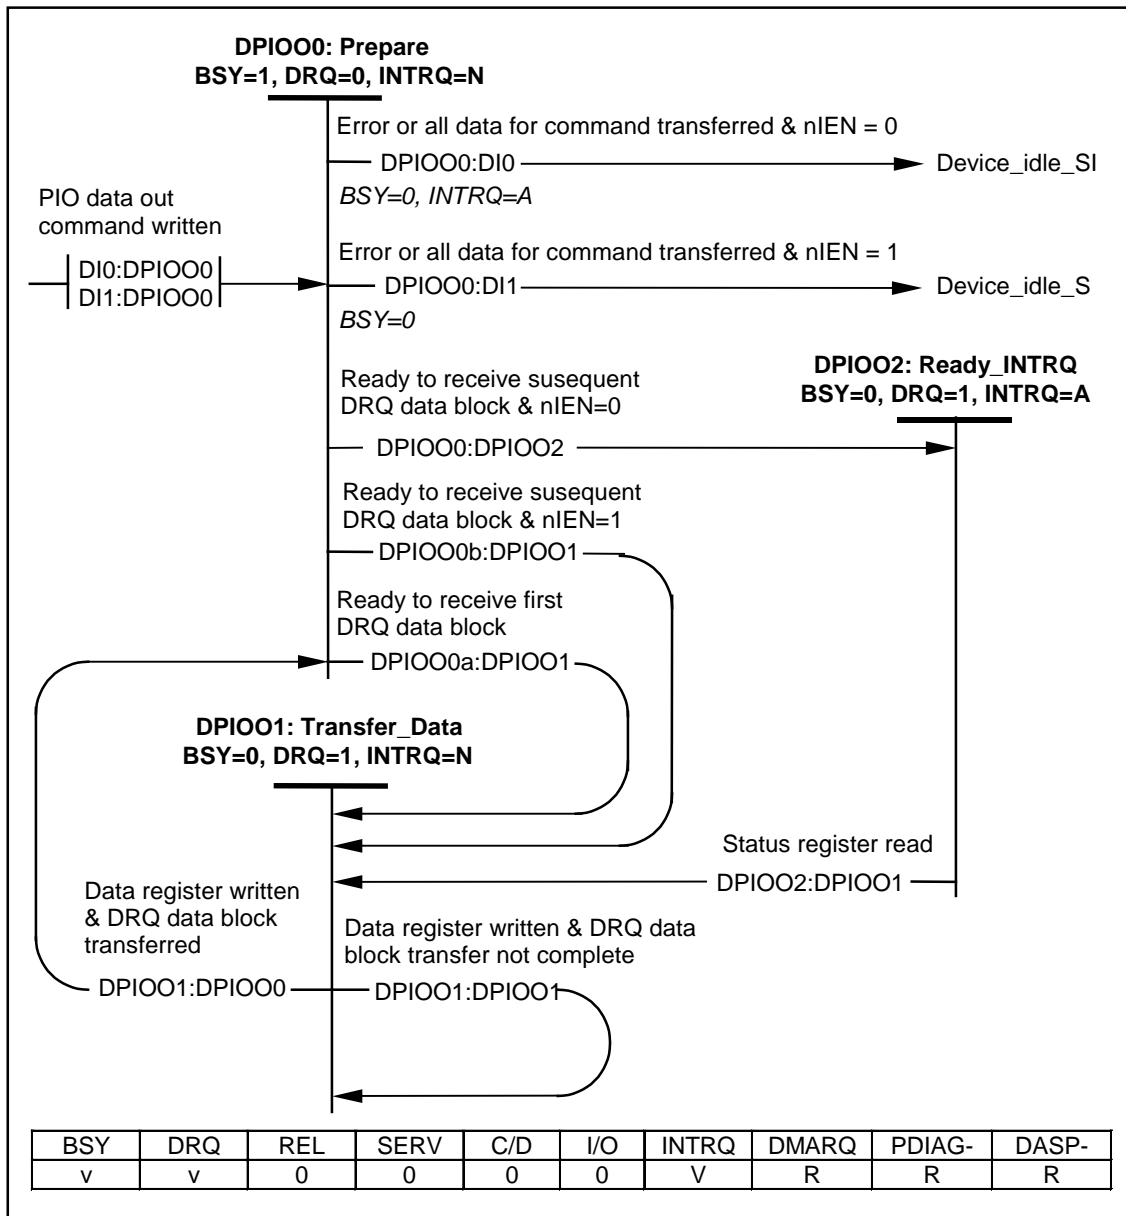 DPIOO0: Prepare
BSY=1, DRQ=0, INTRQ=N
Error or all data for command transferred & nIEN = 0
DPIOO0:DI0
Device_idle_SI
BSY=0, INTRQ=A
PIO data out
command written
DI0:DPIOO0
DI1:DPIOO0
Error or all data for command transferred & nIEN = 1
DPIOO0:DI1
Device_idle_S
BSY=0
DPIOO2: Ready_INTRQ
BSY=0, DRQ=1, INTRQ=A
Ready to receive susequent
DRQ data block & nIEN=0
DPIOO0:DPIOO2
Ready to receive susequent
DRQ data block & nIEN=1
DPIOO0b:DPIOO1
Ready to receive first
DRQ data block
DPIOO0a:DPIOO1
DPIOO1: Transfer_Data
BSY=0, DRQ=1, INTRQ=N
Status register read
DPIOO2:DPIOO1
Data register written
& DRQ data block
transferred
DPIOO1:DPIOO0
Data register written & DRQ data
block transfer not complete
DPIOO1:DPIOO1
BSY DRQ REL SERV C/D I/O INTRQ DMARQ PDIAG- DASP-
v v 0 0 0 0 V R R R